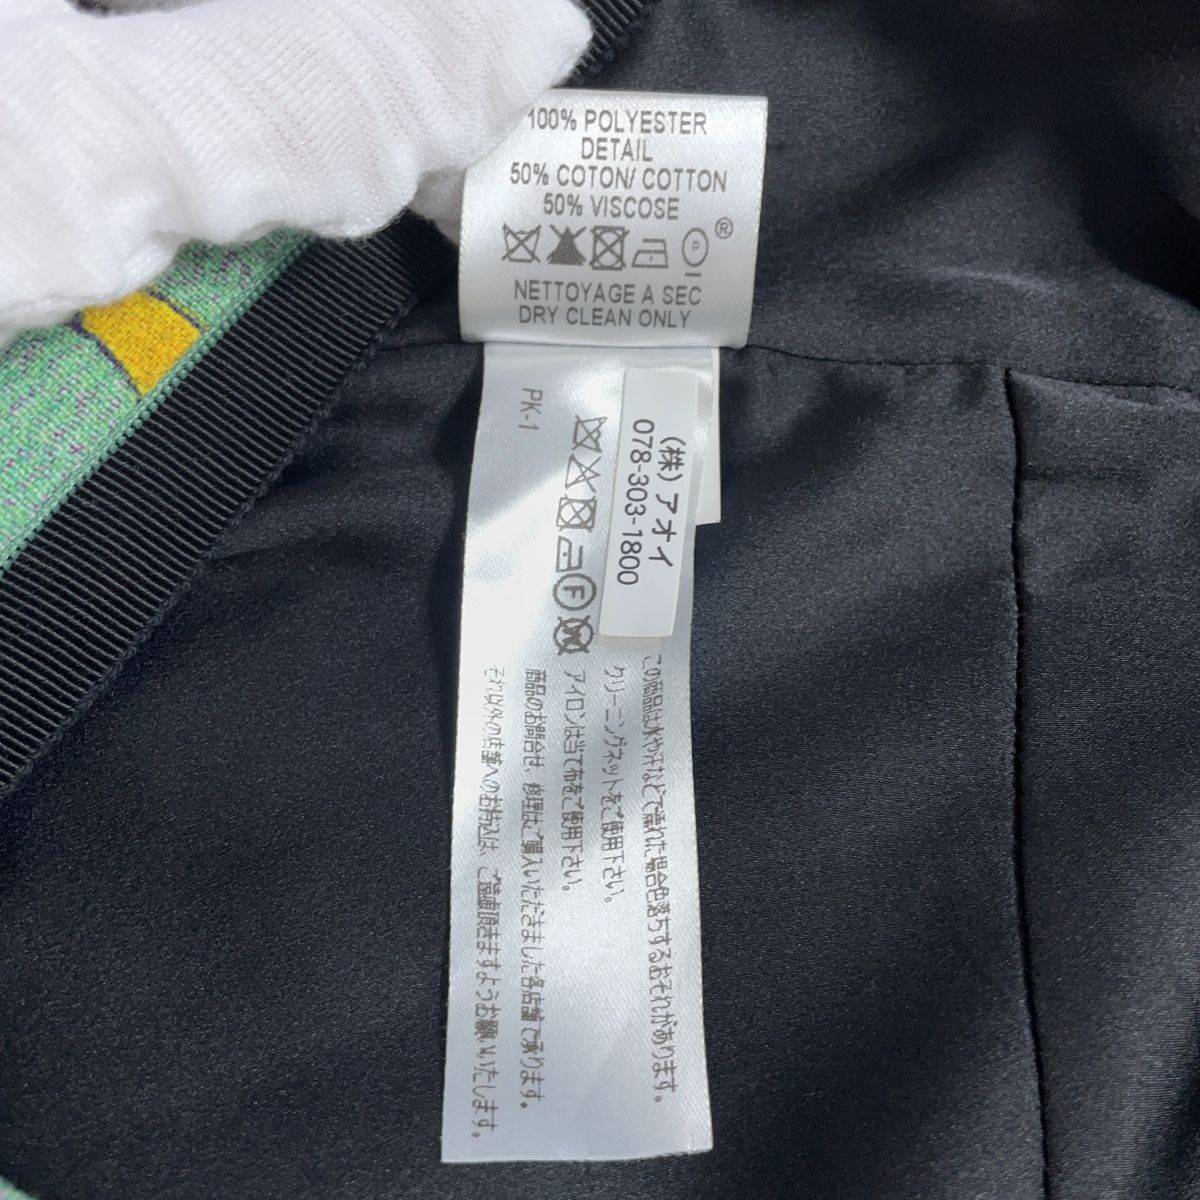 100% POLYESTER
DETAIL
50% COTON/ COTTON
50% VISCOSE
®
P
NETTOYAGE A SEC
DRY CLEAN ONLY
PK-1
(株)アオイ
078-303-1800
F
W
この商品は水や汗などで濡れた場合色落ちするおそれがあります。
クリーニングネットをご使用下さい。
アイロンは当て布をご使用下さい。
商品のお問合せ、修理はご購入いただきました各店舗で承ります。
それ以外の店舗へのお持込は、ご遠慮頂きますようお願いいたします。